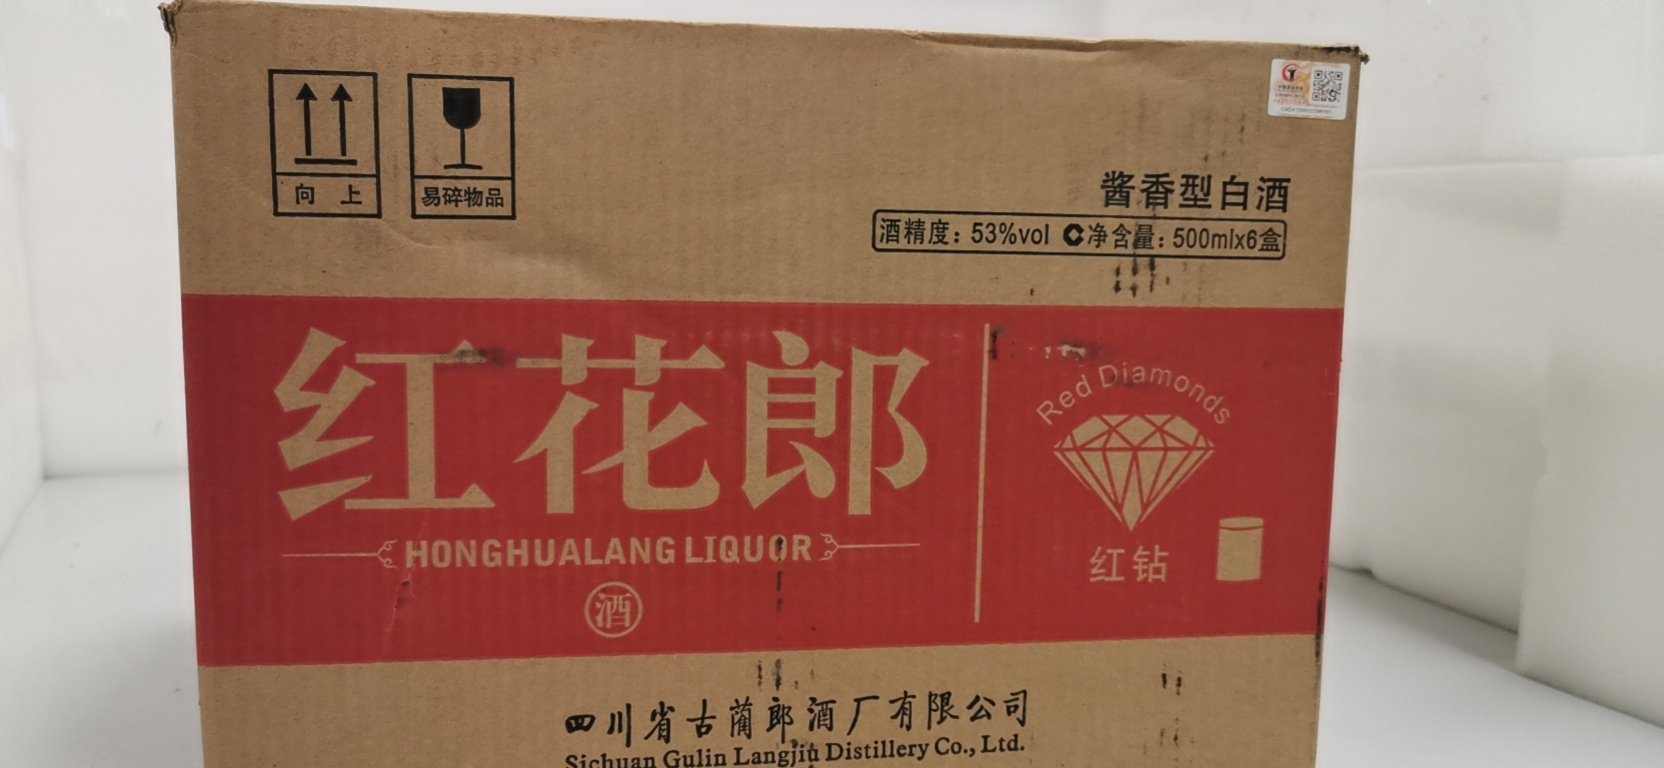 向 上
易碎物品
酱香型白酒
酒精度：53%vol 净含量：500mlx6盒
红花郎
HONGHUALANG LIQUOR
酒
Red Diamonds
红钻
四川省古蔺郎酒厂有限公司
Sichuan Gulin Langjiu Distillery Co., Ltd.